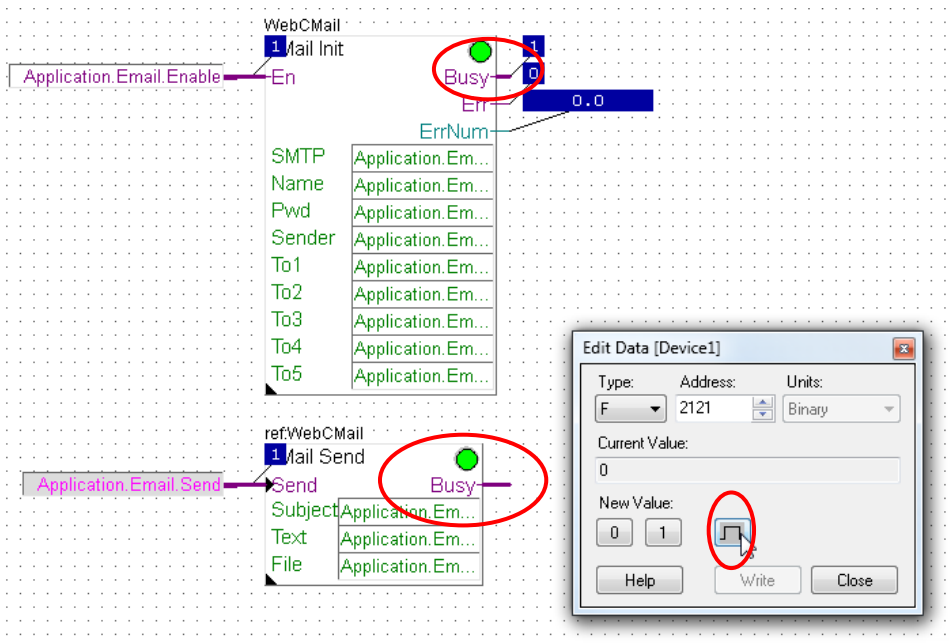 WebCMail
1 Mail Init
1
Application.Email.Enable
En
Busy
0
Err
0.0
ErrNum
SMTP Application.Em...
Name Application.Em...
Pwd Application.Em...
Sender Application.Em...
To1 Application.Em...
To2 Application.Em...
To3 Application.Em...
To4 Application.Em...
To5 Application.Em...
ref:WebCMail
1 Mail Send
Application.Email.Send
Send
Busy
Subject Application.Em...
Text Application.Em...
File Application.Em...
Edit Data [Device1]
Type: Address: Units:
F 2121 Binary
Current Value:
0
New Value:
0 1
Help Write Close